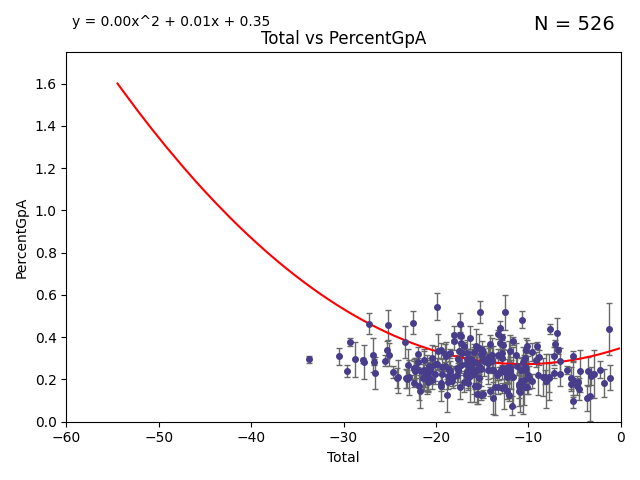 y = 0.00x^2 + 0.01x + 0.35
N = 526
Total vs PercentGpA
1.6
1.4
1.2
1.0
0.8
0.6
0.4
0.2
0.0
PercentGpA
−60 −50 −40 −30 −20 −10 0
Total